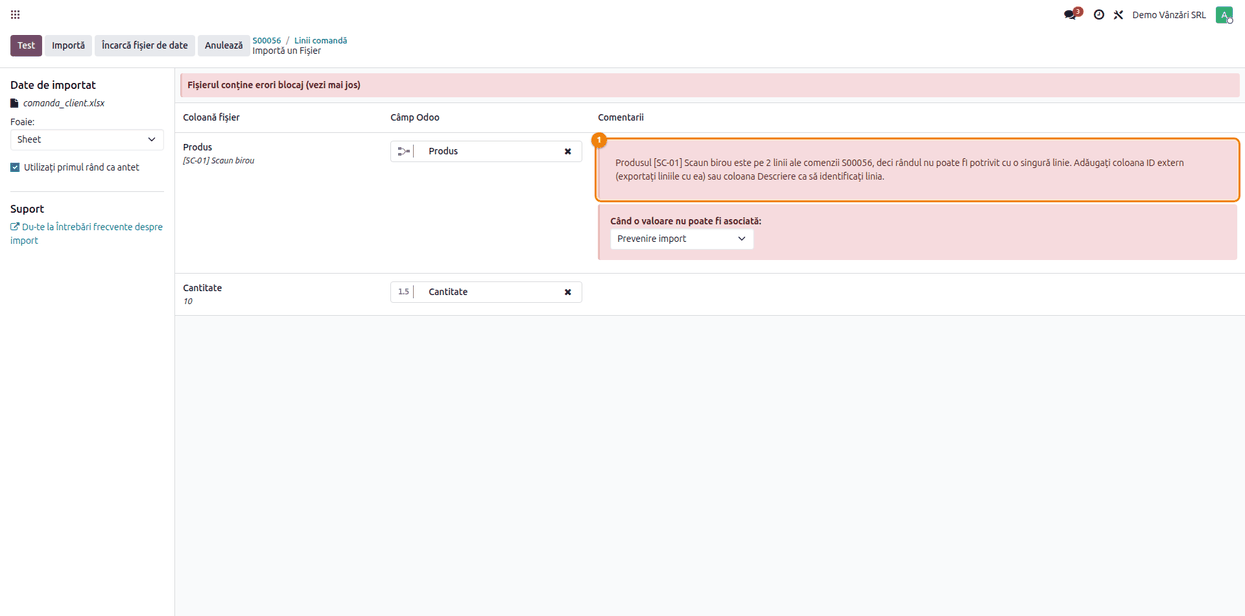 3
Demo Vânzări SRL
A
Test
Importă
Încarcă fișier de date
Anulează
S00056 / Linii comandă
Importă un Fișier
Date de importat
comanda_client.xlsx
Foaie:
Sheet
Utilizați primul rând ca antet
Suport
Du-te la Întrebări frecvente despre
import
Fișierul conține erori blocaj (vezi mai jos)
Coloană fișier
Câmp Odoo
Comentarii
Produs
[SC-01] Scaun birou
Produs
1
Produsul [SC-01] Scaun birou este pe 2 linii ale comenzii S00056, deci rândul nu poate fi potrivit cu o singură linie. Adăugați coloana ID extern
(exportați liniile cu ea) sau coloana Descriere ca să identificați linia.
Când o valoare nu poate fi asociată:
Prevenire import
Cantitate
10
1.5
Cantitate